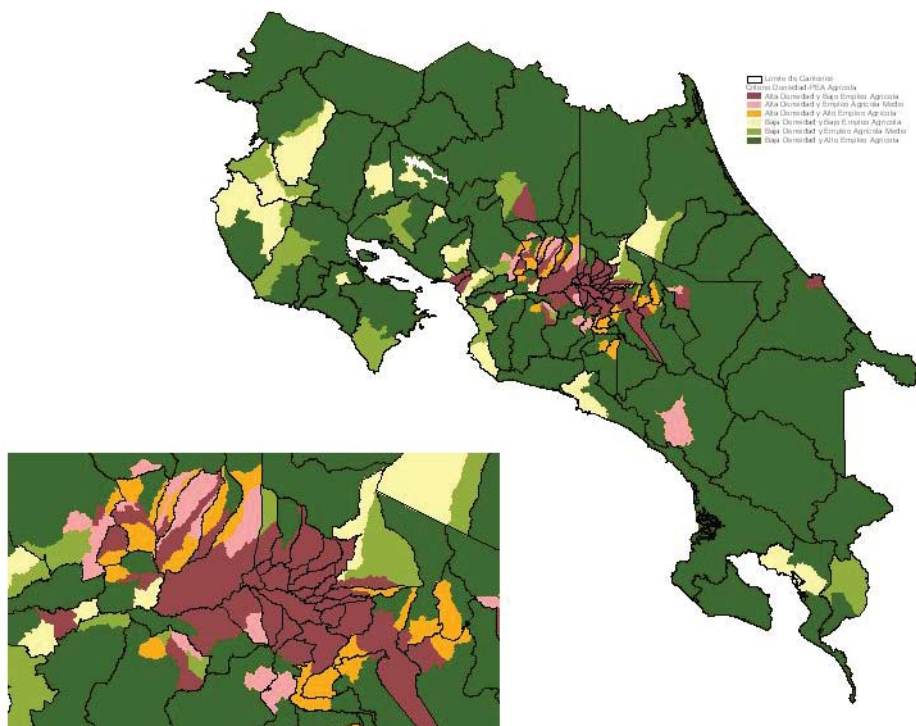 Límite de Cantones
Criterio Densidad-PEA Agrícola
Alta Densidad y Bajo Empleo Agrícola
Alta Densidad y Empleo Agrícola Medio
Alta Densidad y Alto Empleo Agrícola
Baja Densidad y Bajo Empleo Agrícola
Baja Densidad y Empleo Agrícola Medio
Baja Densidad y Alto Empleo Agrícola